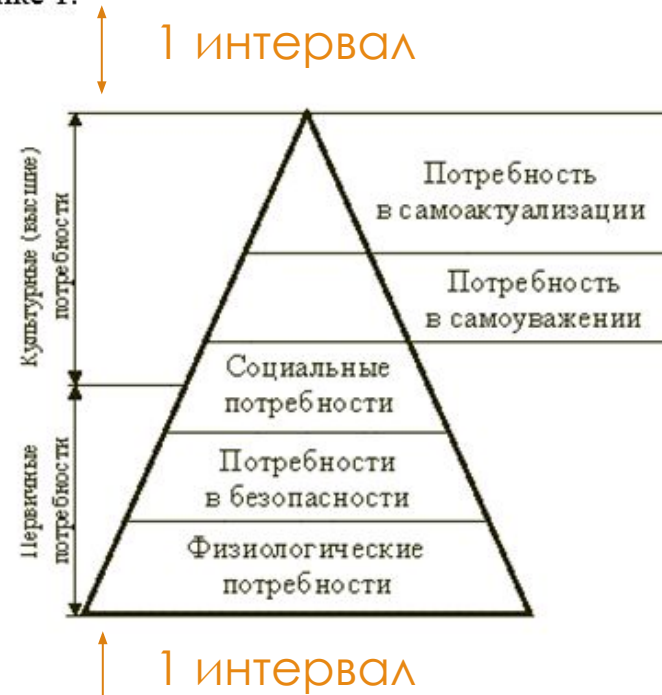 1 интервал
Потребность
в самоактуализации
Культурные (высшие)
потребности
Потребность
в самоуважении
Социальные
потребности
Потребности
в безопасности
Первичные
потребности
Физиологические
потребности
1 интервал